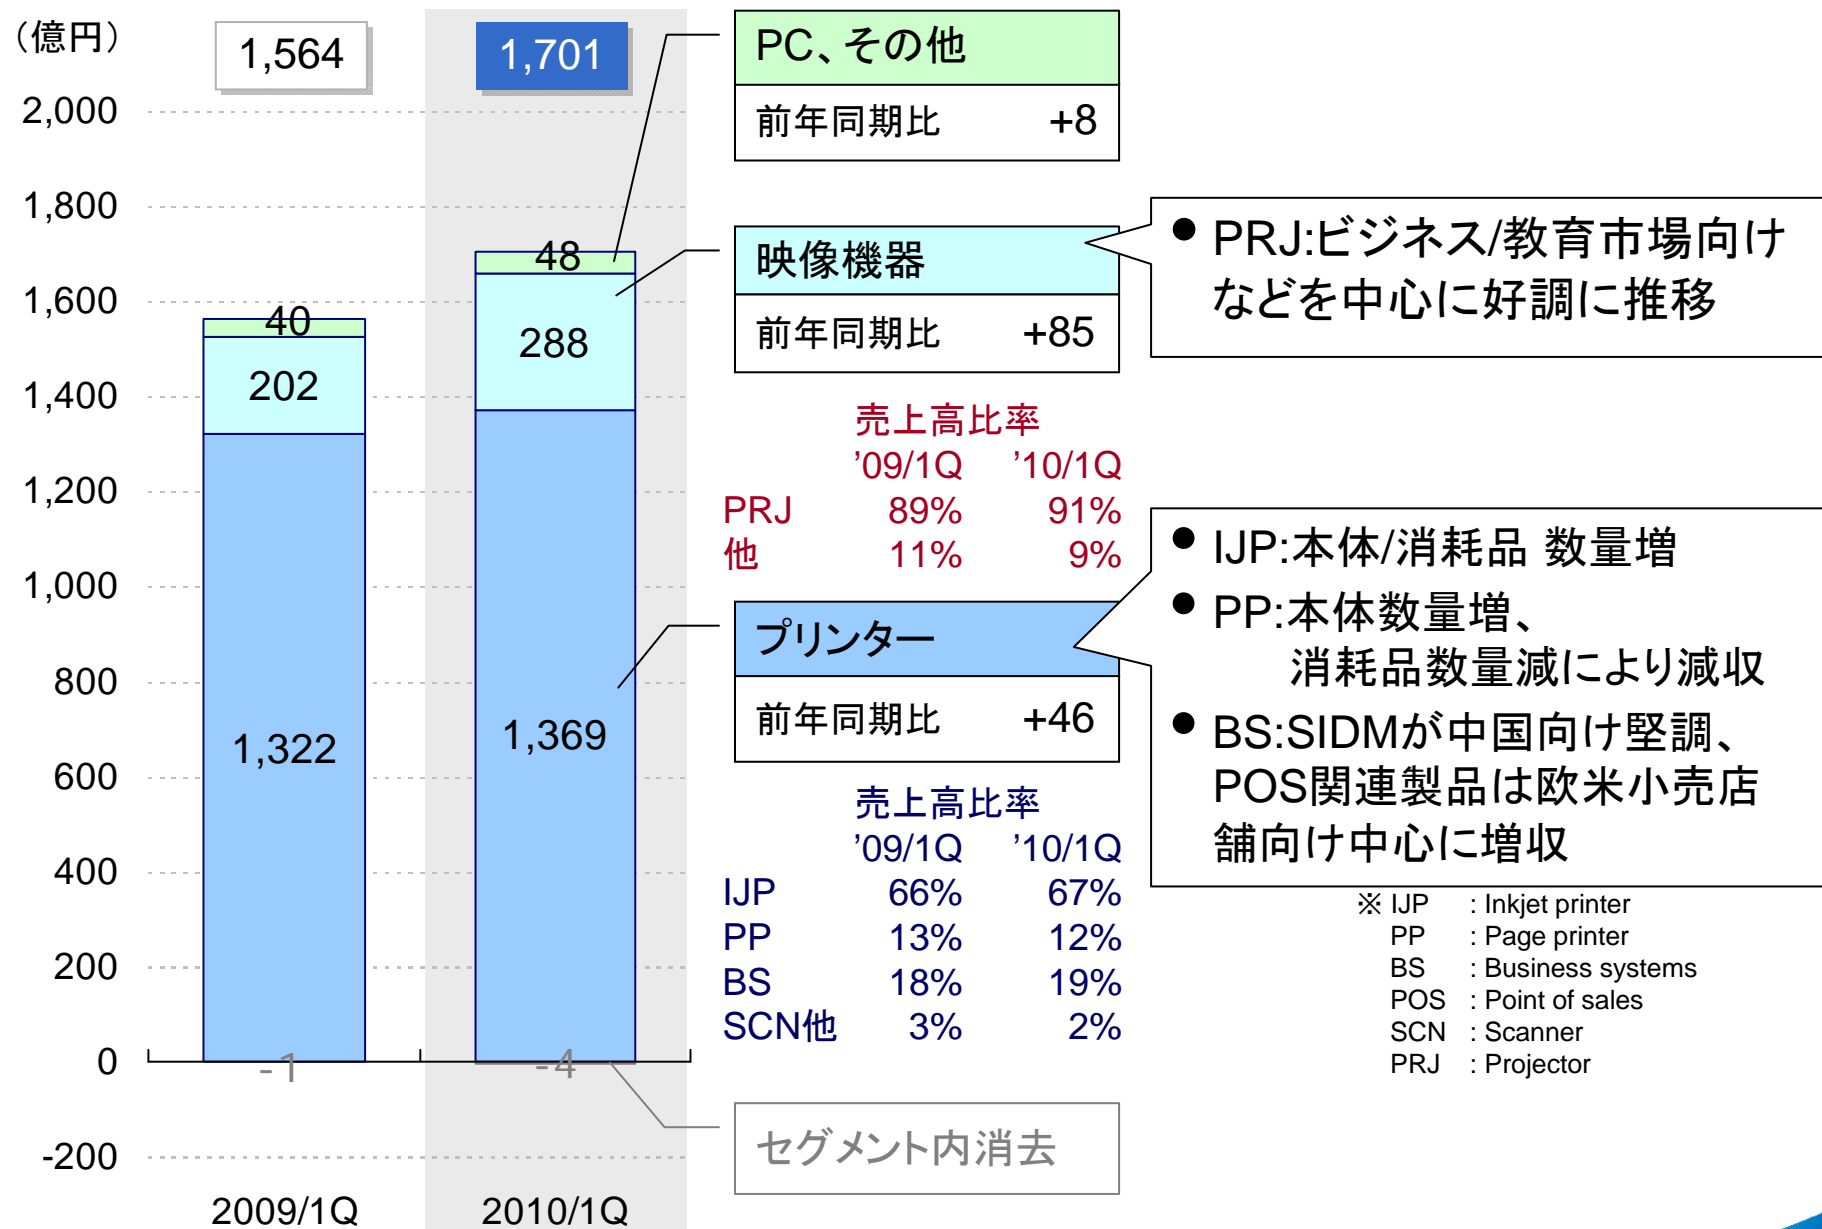 （億円）
1,564
1,701
2,000
1,800
1,600
1,400
1,200
1,000
800
600
400
200
0
-200
40
202
1,322
-1
48
288
1,369
-4
2009/1Q
2010/1Q
PC、その他
前年同期比 +8
映像機器
前年同期比 +85
● PRJ:ビジネス/教育市場向け
などを中心に好調に推移
売上高比率
’09/1Q ’10/1Q
PRJ 89% 91%
他 11% 9%
プリンター
前年同期比 +46
● IJP:本体/消耗品 数量増
● PP:本体数量増、
消耗品数量減により減収
● BS:SIDMが中国向け堅調、
POS関連製品は欧米小売店
舗向け中心に増収
売上高比率
’09/1Q ’10/1Q
IJP 66% 67%
PP 13% 12%
BS 18% 19%
SCN他 3% 2%
※ IJP : Inkjet printer
PP : Page printer
BS : Business systems
POS : Point of sales
SCN : Scanner
PRJ : Projector
セグメント内消去